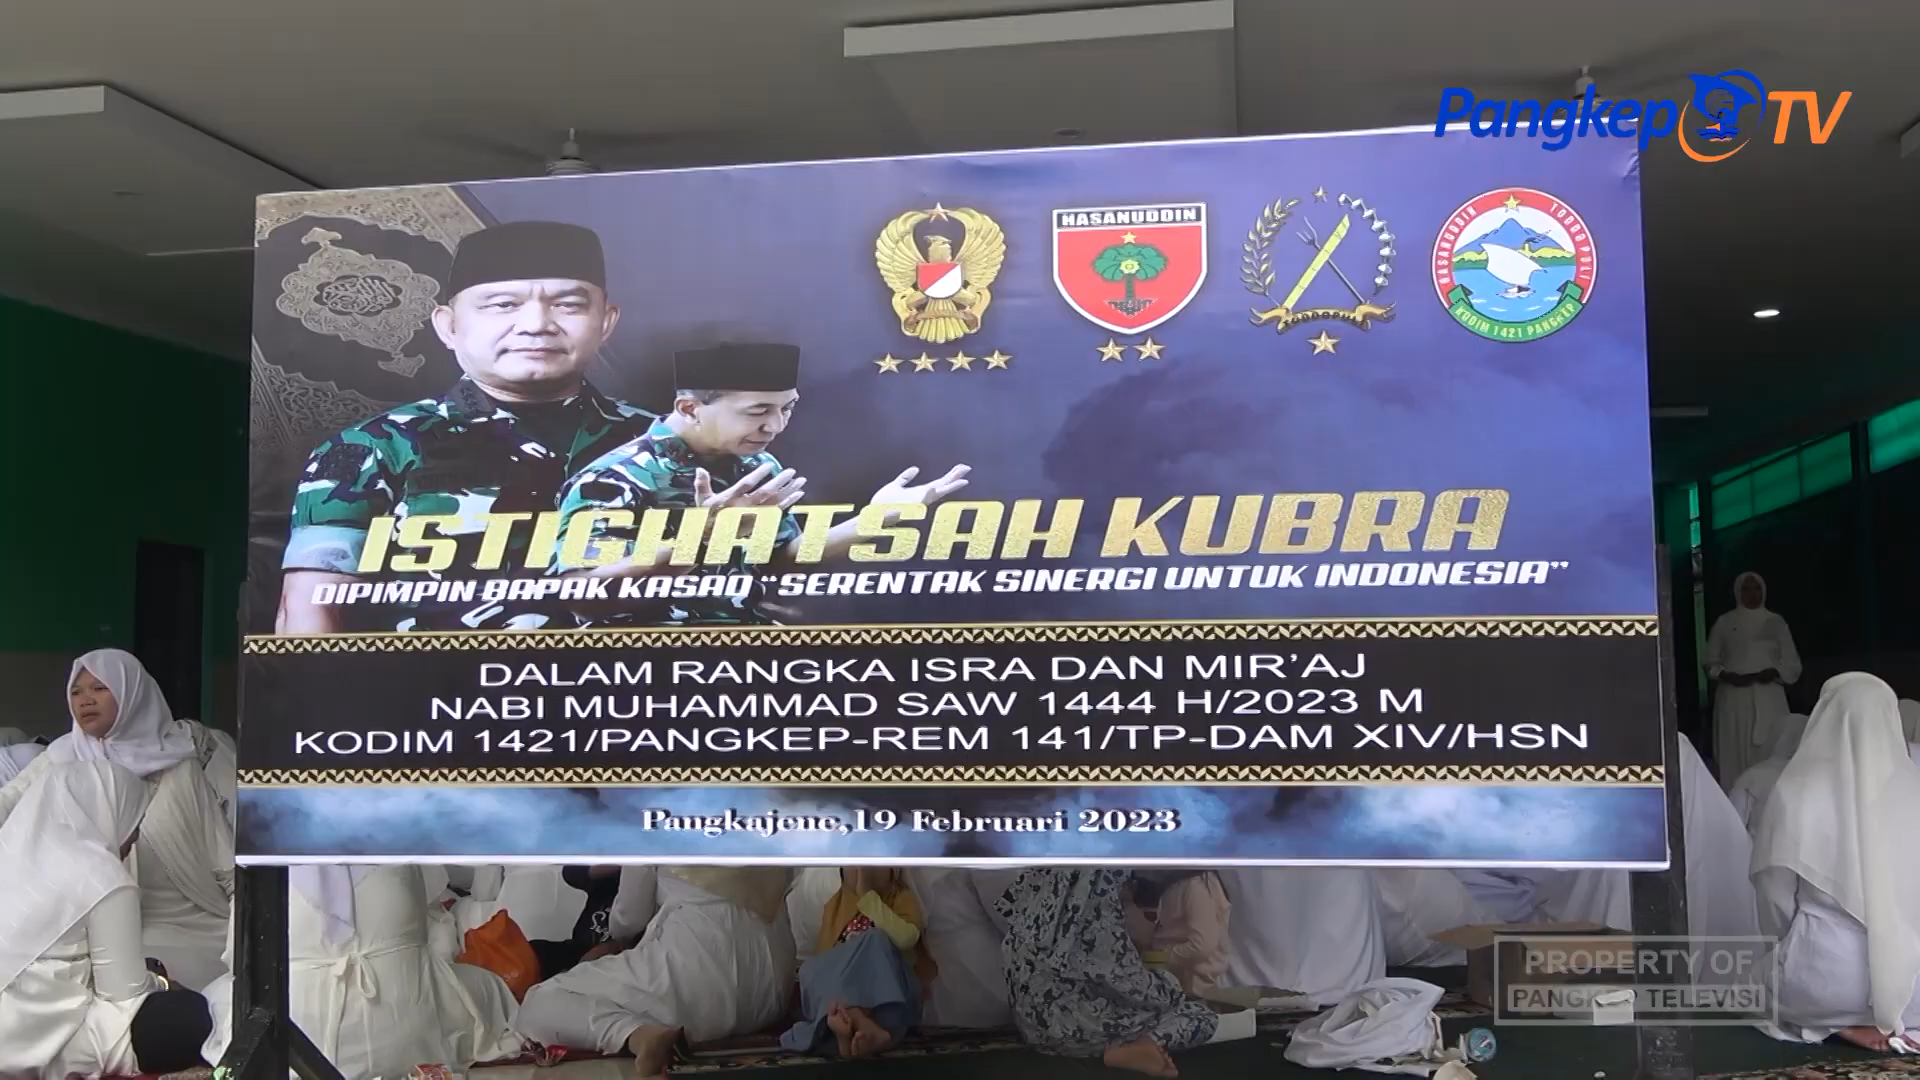 Pangkep TV
HASANUDDIN
HASANUDDIN TODDOPULI
KODIM 1421 PANGKEP
ISTIGHATSAH KUBRA
DIPIMPIN BAPAK KASAD “SERENTAK SINERGI UNTUK INDONESIA”
DALAM RANGKA ISRA DAN MIR’AJ
NABI MUHAMMAD SAW 1444 H/2023 M
KODIM 1421/PANGKEP-REM 141/TP-DAM XIV/HSN
Pangkajene,19 Februari 2023
PROPERTY OF
PANGKEP TELEVISI